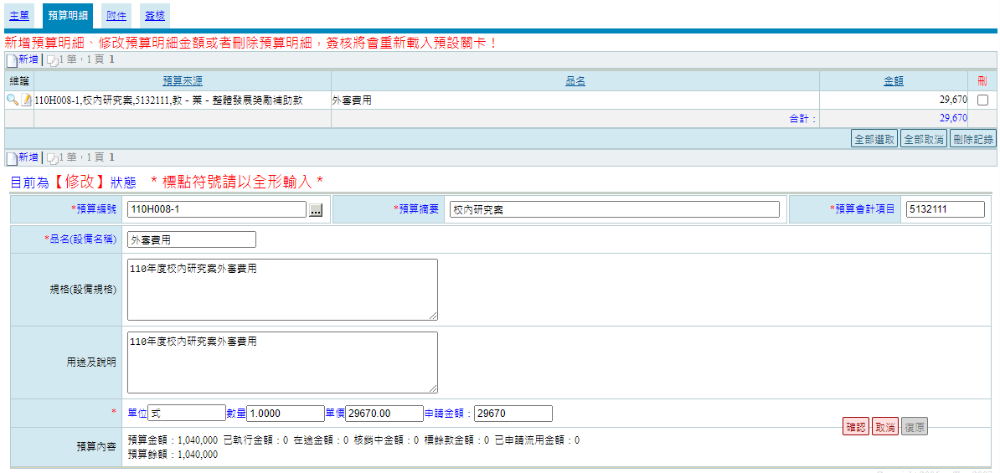 主單 預算明細 附件 簽核
新增預算明細、修改預算明細金額或者刪除預算明細，簽核將會重新載入預設關卡！
新增 1 筆，1 頁 1
維護 預算來源 品名 金額 刪
110H008-1,校內研究案,5132111,教－業－整體發展獎勵補助款 外審費用 29,670
合計： 29,670
全部選取 全部取消 刪除記錄
新增 1 筆，1 頁 1
目前為【修改】狀態 ＊標點符號請以全形輸入＊
*預算編號 110H008-1 ... *預算摘要 校內研究案 *預算會計項目 5132111
*品名(設備名稱) 外審費用
規格(設備規格) 110年度校內研究案外審費用
用途及說明 110年度校內研究案外審費用
* 單位 式 數量 1.0000 單價 29670.00 申請金額： 29670
確認 取消 復原
預算內容 預算金額：1,040,000 已執行金額：0 在途金額：0 核銷中金額：0 標餘款金額：0 已申請流用金額：0
預算餘額：1,040,000